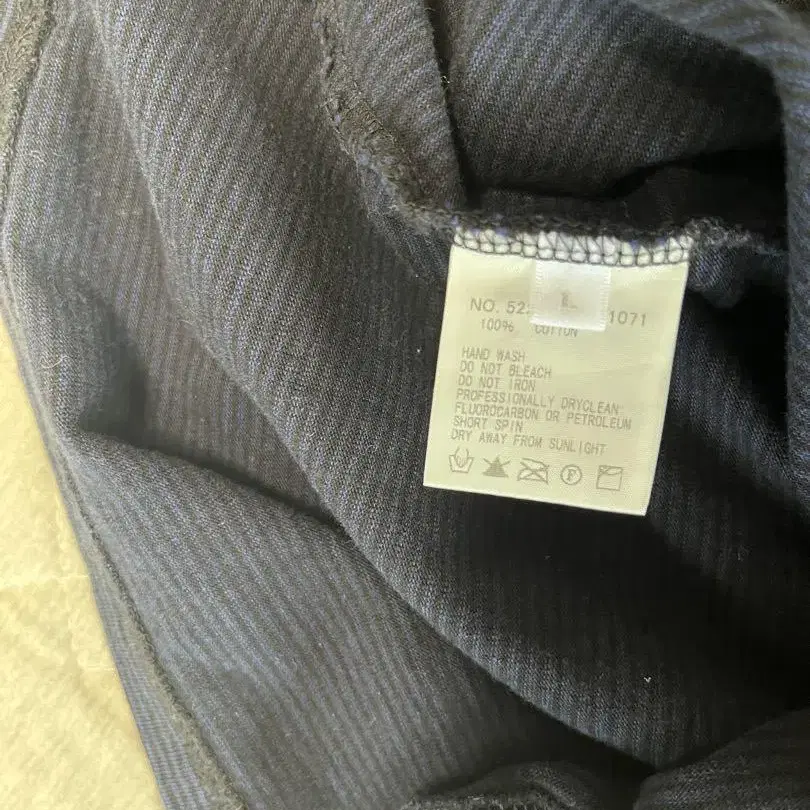 NO. 52 L 1071
100% COTTON
HAND WASH
DO NOT BLEACH
DO NOT IRON
PROFESSIONALLY DRYCLEAN
FLUOROCARBON OR PETROLEUM
SHORT SPIN
DRY AWAY FROM SUNLIGHT
F